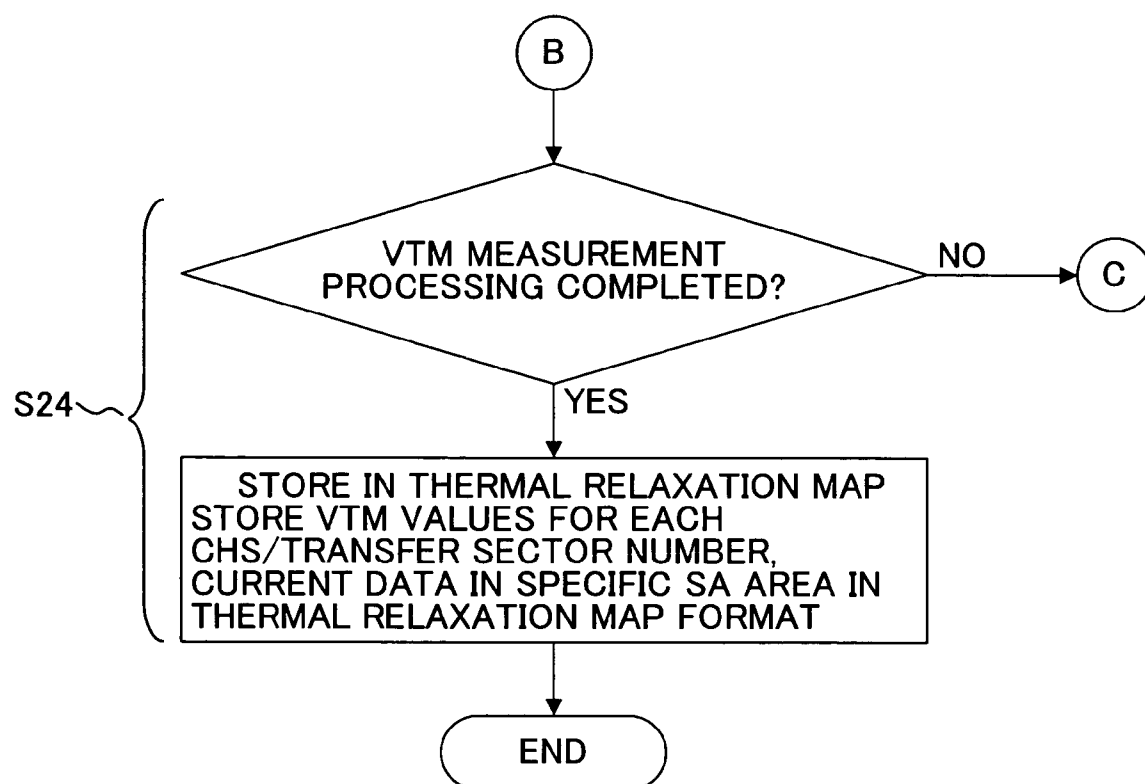 B
VTM MEASUREMENT
PROCESSING COMPLETED?
NO
C
S24
YES
STORE IN THERMAL RELAXATION MAP
STORE VTM VALUES FOR EACH
CHS/TRANSFER SECTOR NUMBER,
CURRENT DATA IN SPECIFIC SA AREA IN
THERMAL RELAXATION MAP FORMAT
END